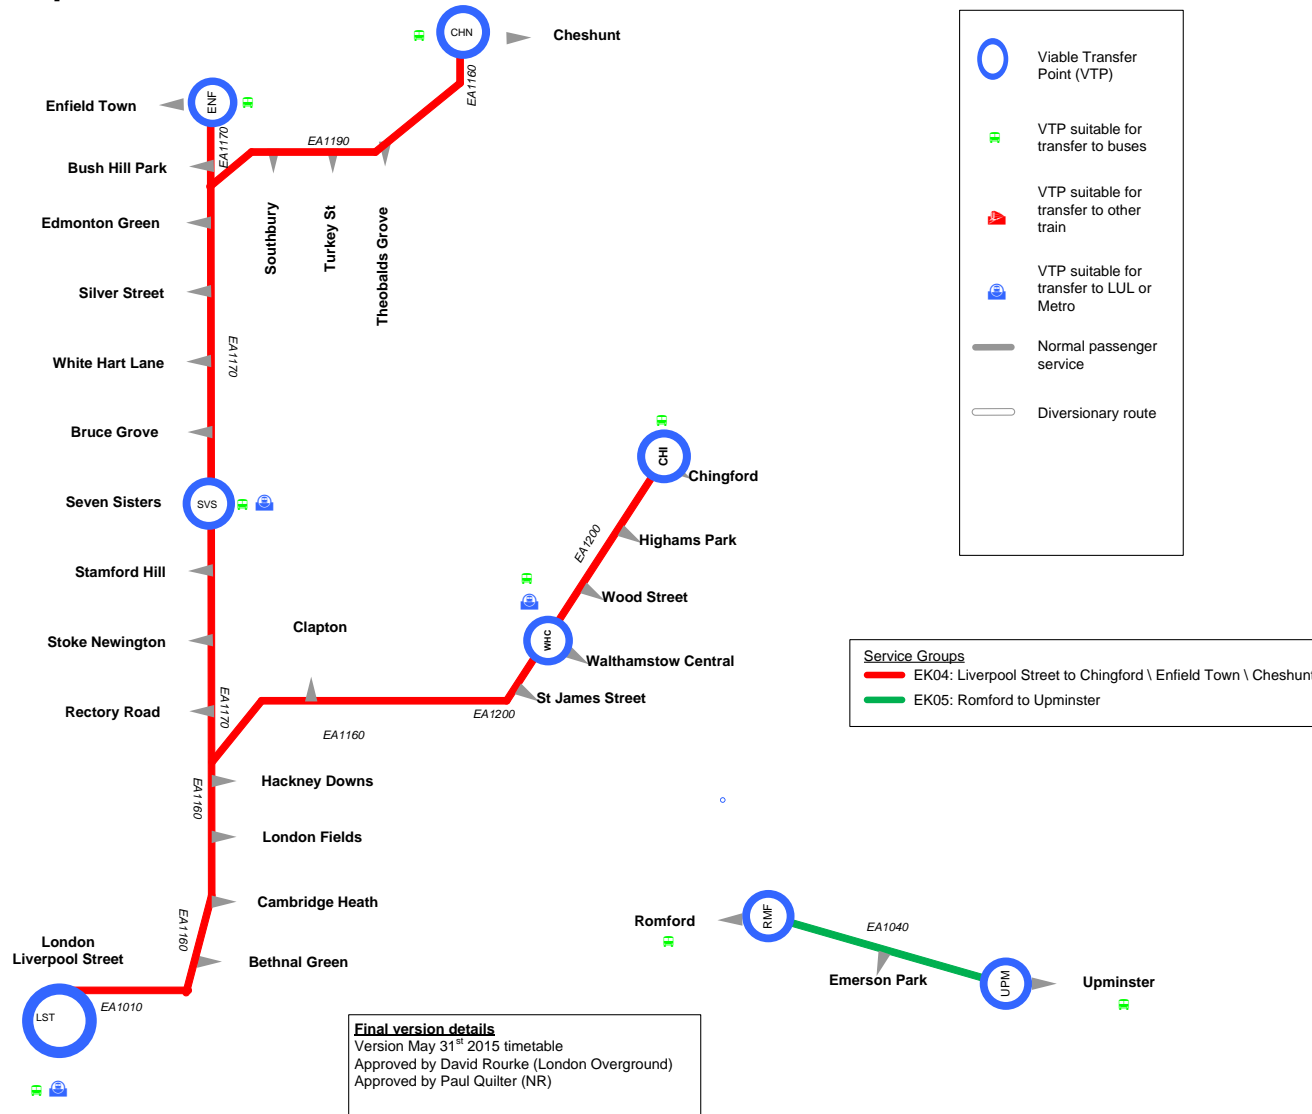 CHN
Cheshunt
EA1160
Enfield Town
ENF
EA1170
EA1190
Bush Hill Park
Edmonton Green
Southbury
Turkey St
Theobalds Grove
Silver Street
White Hart Lane
EA1170
Bruce Grove
Seven Sisters
SVS
Stamford Hill
Stoke Newington
Rectory Road
EA1170
Clapton
EA1160
EA1200
CHI
Chingford
Highams Park
EA1200
Wood Street
WHC
Walthamstow Central
St James Street
Hackney Downs
EA1160
London Fields
Cambridge Heath
EA1160
Bethnal Green
London
Liverpool Street
LST
EA1010
Viable Transfer
Point (VTP)
VTP suitable for
transfer to buses
VTP suitable for
transfer to other
train
VTP suitable for
transfer to LUL or
Metro
Normal passenger
service
Diversionary route
Service Groups
EK04: Liverpool Street to Chingford \ Enfield Town \ Cheshunt
EK05: Romford to Upminster
Romford
RMF
EA1040
Emerson Park
UPM
Upminster
Final version details
Version May 31st 2015 timetable
Approved by David Rourke (London Overground)
Approved by Paul Quilter (NR)